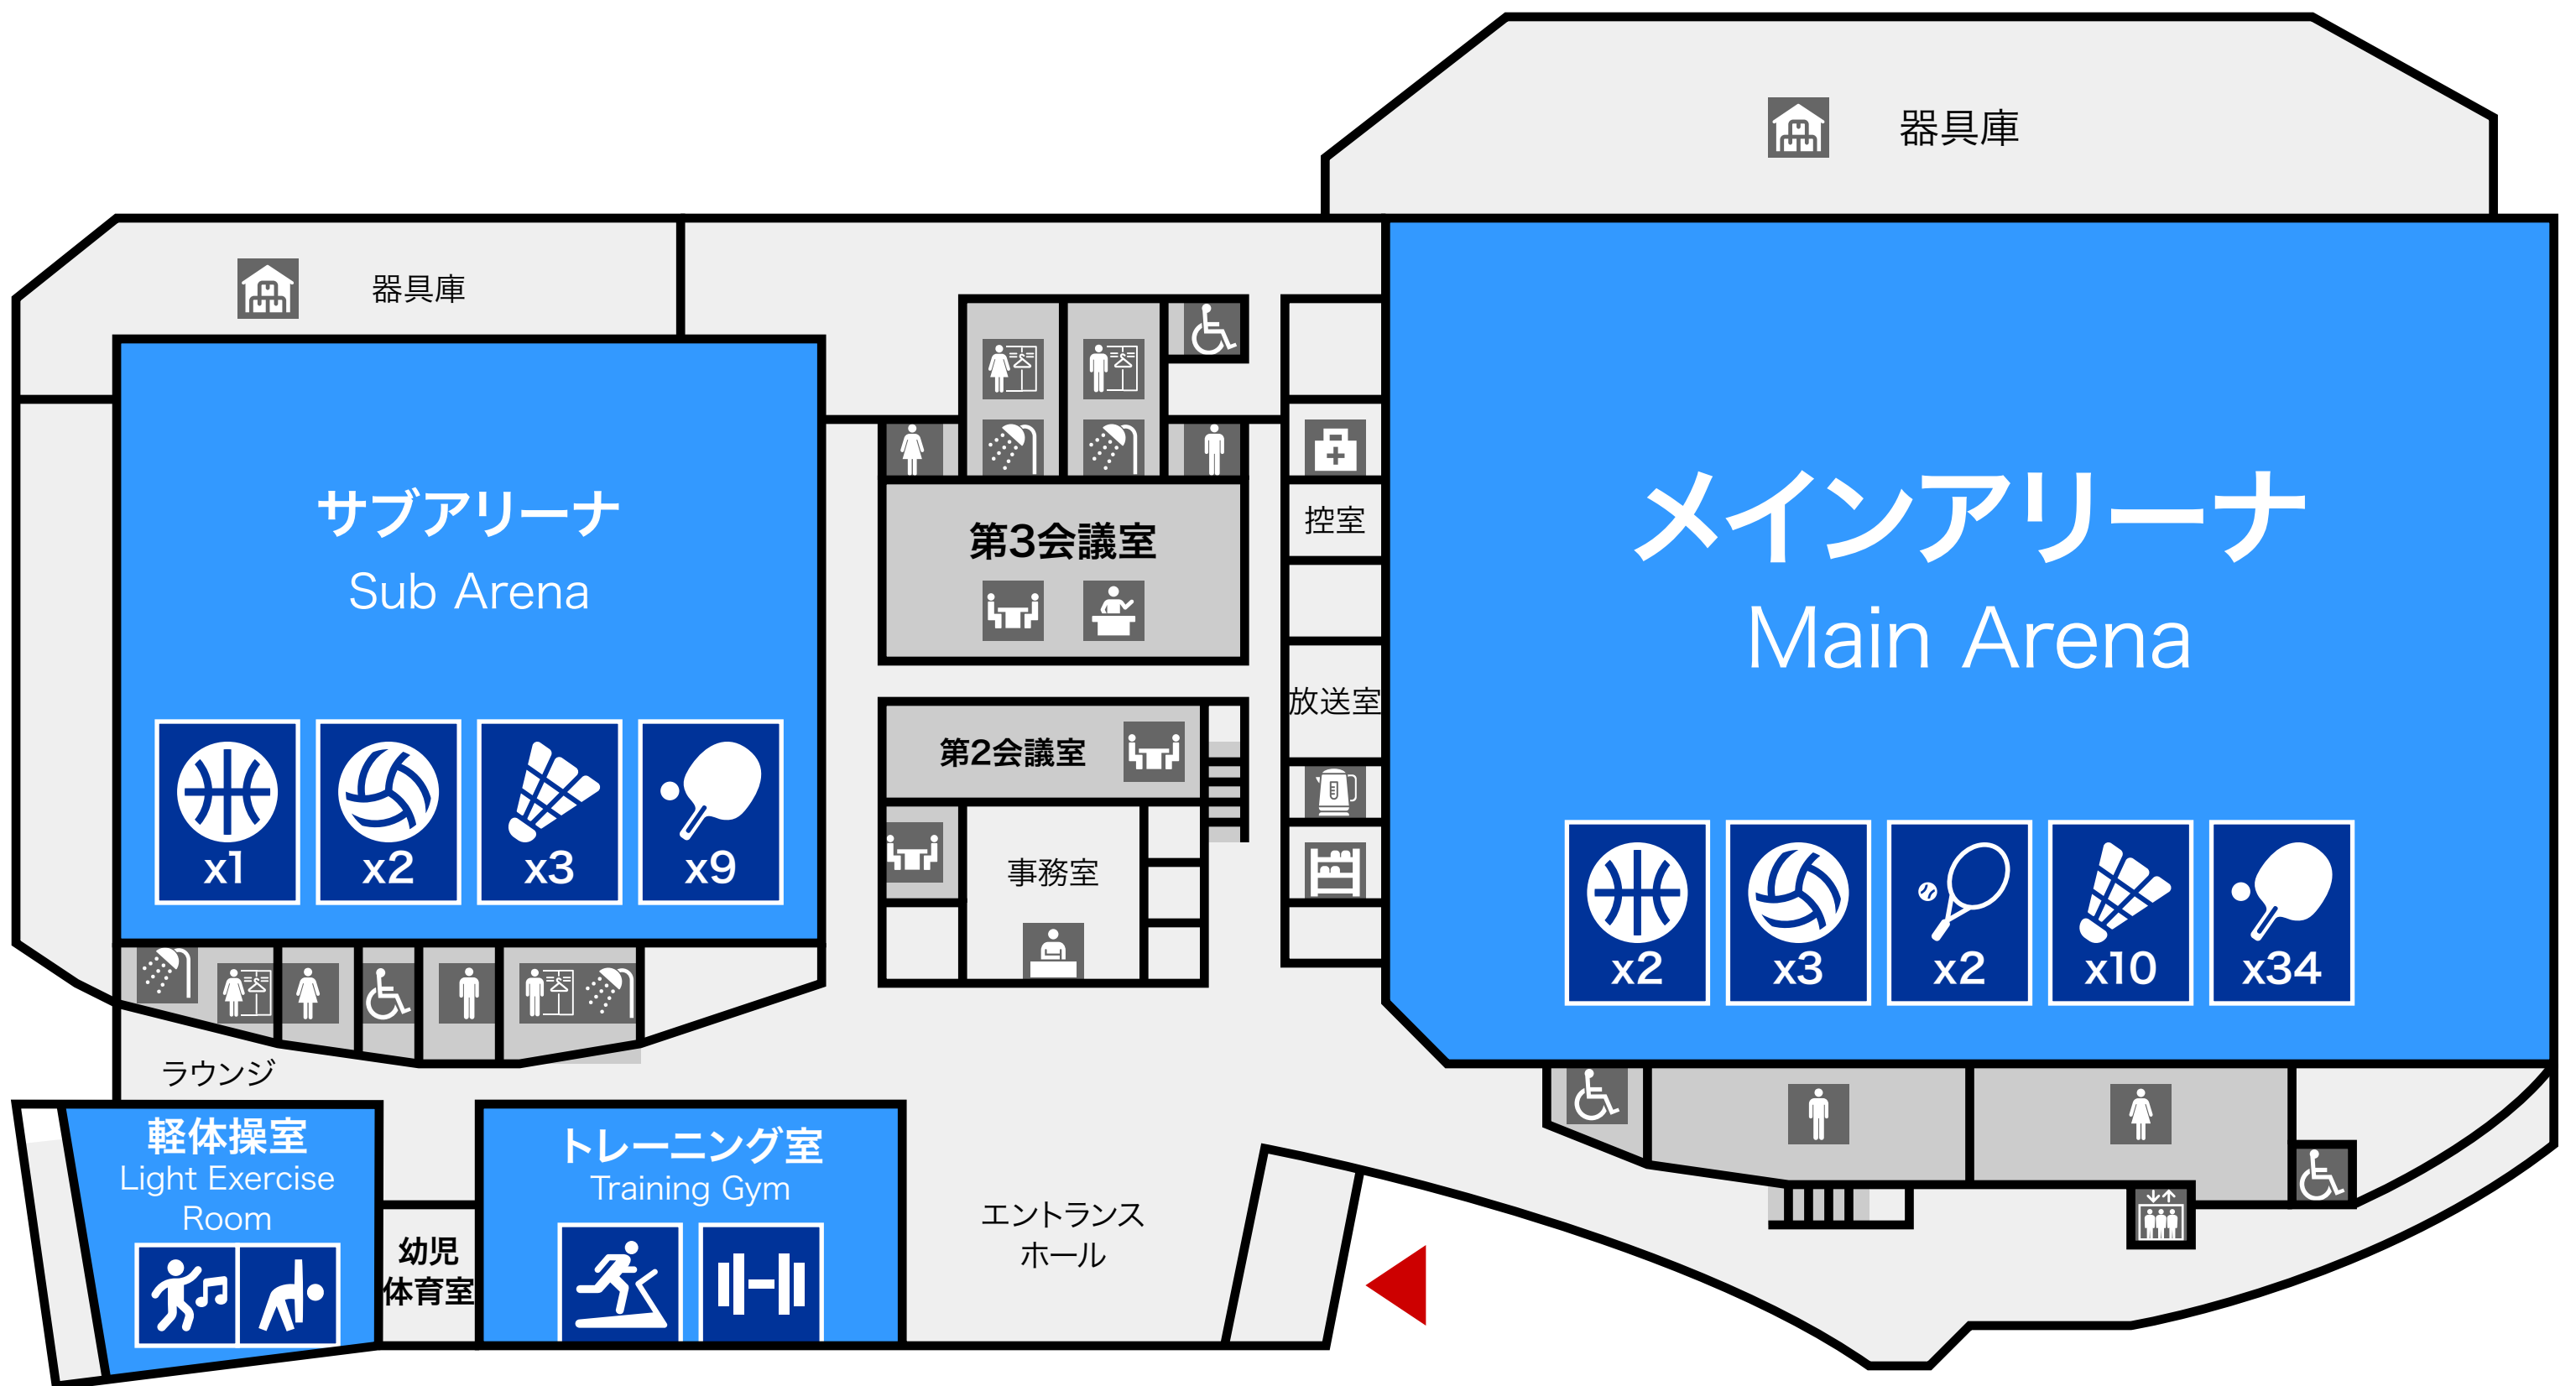 器具庫
器具庫
サブアリーナ
Sub Arena
x1
x2
x3
x9
第3会議室
控室
放送室
第2会議室
事務室
メインアリーナ
Main Arena
x2
x3
x2
x10
x34
ラウンジ
軽体操室
Light Exercise
Room
幼児
体育室
トレーニング室
Training Gym
エントランス
ホール